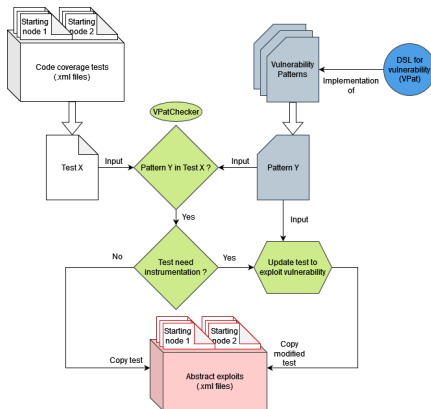 Starting
node 1
Starting
node 2
Code coverage tests
(.xml files)
Vulnerability
Patterns
DSL for
vulnerability
(VPat)
Implementation
of
VPatChecker
Test X
Input
Pattern Y in Test X ?
Input
Pattern Y
Yes
Input
No
Test need
instrumentation ?
Yes
Update test to
exploit vulnerability
Starting
node 1
Starting
node 2
Copy test
Abstract exploits
(.xml files)
Copy
modified
test